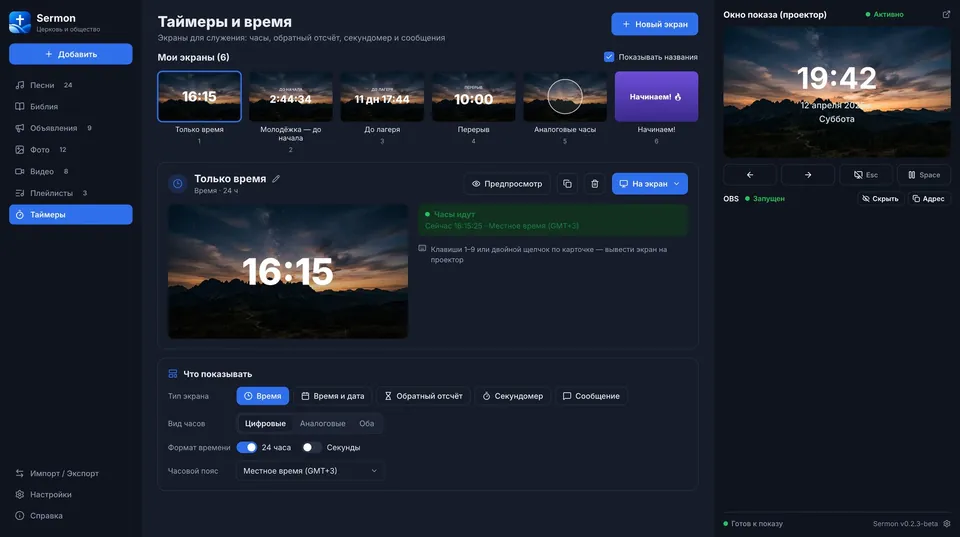 Sermon
Церковь и общество
Добавить
Песни 24
Библия
Объявления 9
Фото 12
Видео 8
Плейлисты 3
Таймеры
Импорт / Экспорт
Настройки
Справка
Таймеры и время
Экраны для служения: часы, обратный отсчёт, секундомер и сообщения
Новый экран
Мои экраны (6)
Показывать названия
16:15
Только время
1
ДО НАЧАЛА
2:44:34
Молодёжка — до начала
2
ДО ЛАГЕРЯ
11 дн 17:44
До лагеря
3
ПЕРЕРЫВ
10:00
Перерыв
4
Аналоговые часы
5
Начинаем!
Начинаем!
6
Только время
Время · 24 ч
Предпросмотр
На экран
16:15
Часы идут
Сейчас 16:15:25 · Местное время (GMT+3)
Клавиши 1–9 или двойной щелчок по карточке — вывести экран на
проектор
Что показывать
Тип экрана
Время
Время и дата
Обратный отсчёт
Секундомер
Сообщение
Вид часов
Цифровые
Аналоговые
Оба
Формат времени
24 часа
Секунды
Часовой пояс
Местное время (GMT+3)
Окно показа (проектор)
Активно
19:42
12 апреля
Суббота
Esc
Space
OBS
Запущен
Скрыть
Адрес
Готов к показу
Sermon v0.2.3-beta